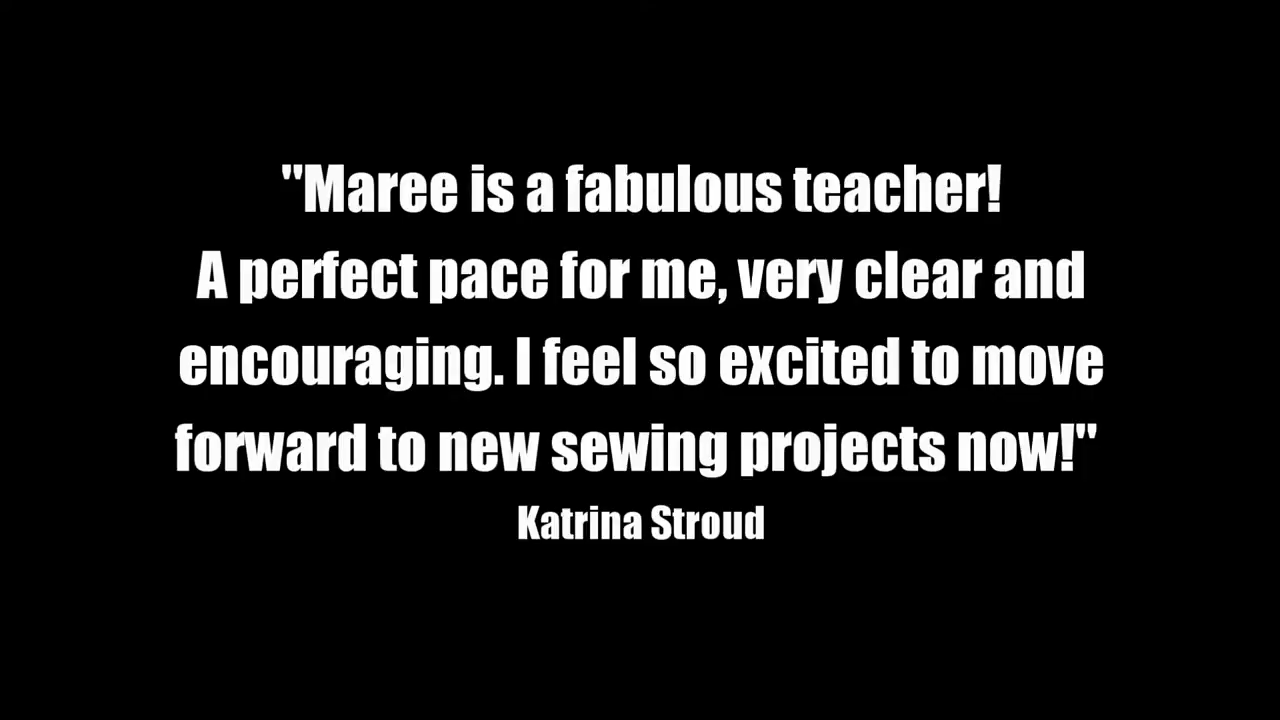 "Maree is a fabulous teacher!
A perfect pace for me, very clear and
encouraging. I feel so excited to move
forward to new sewing projects now!"
Katrina Stroud